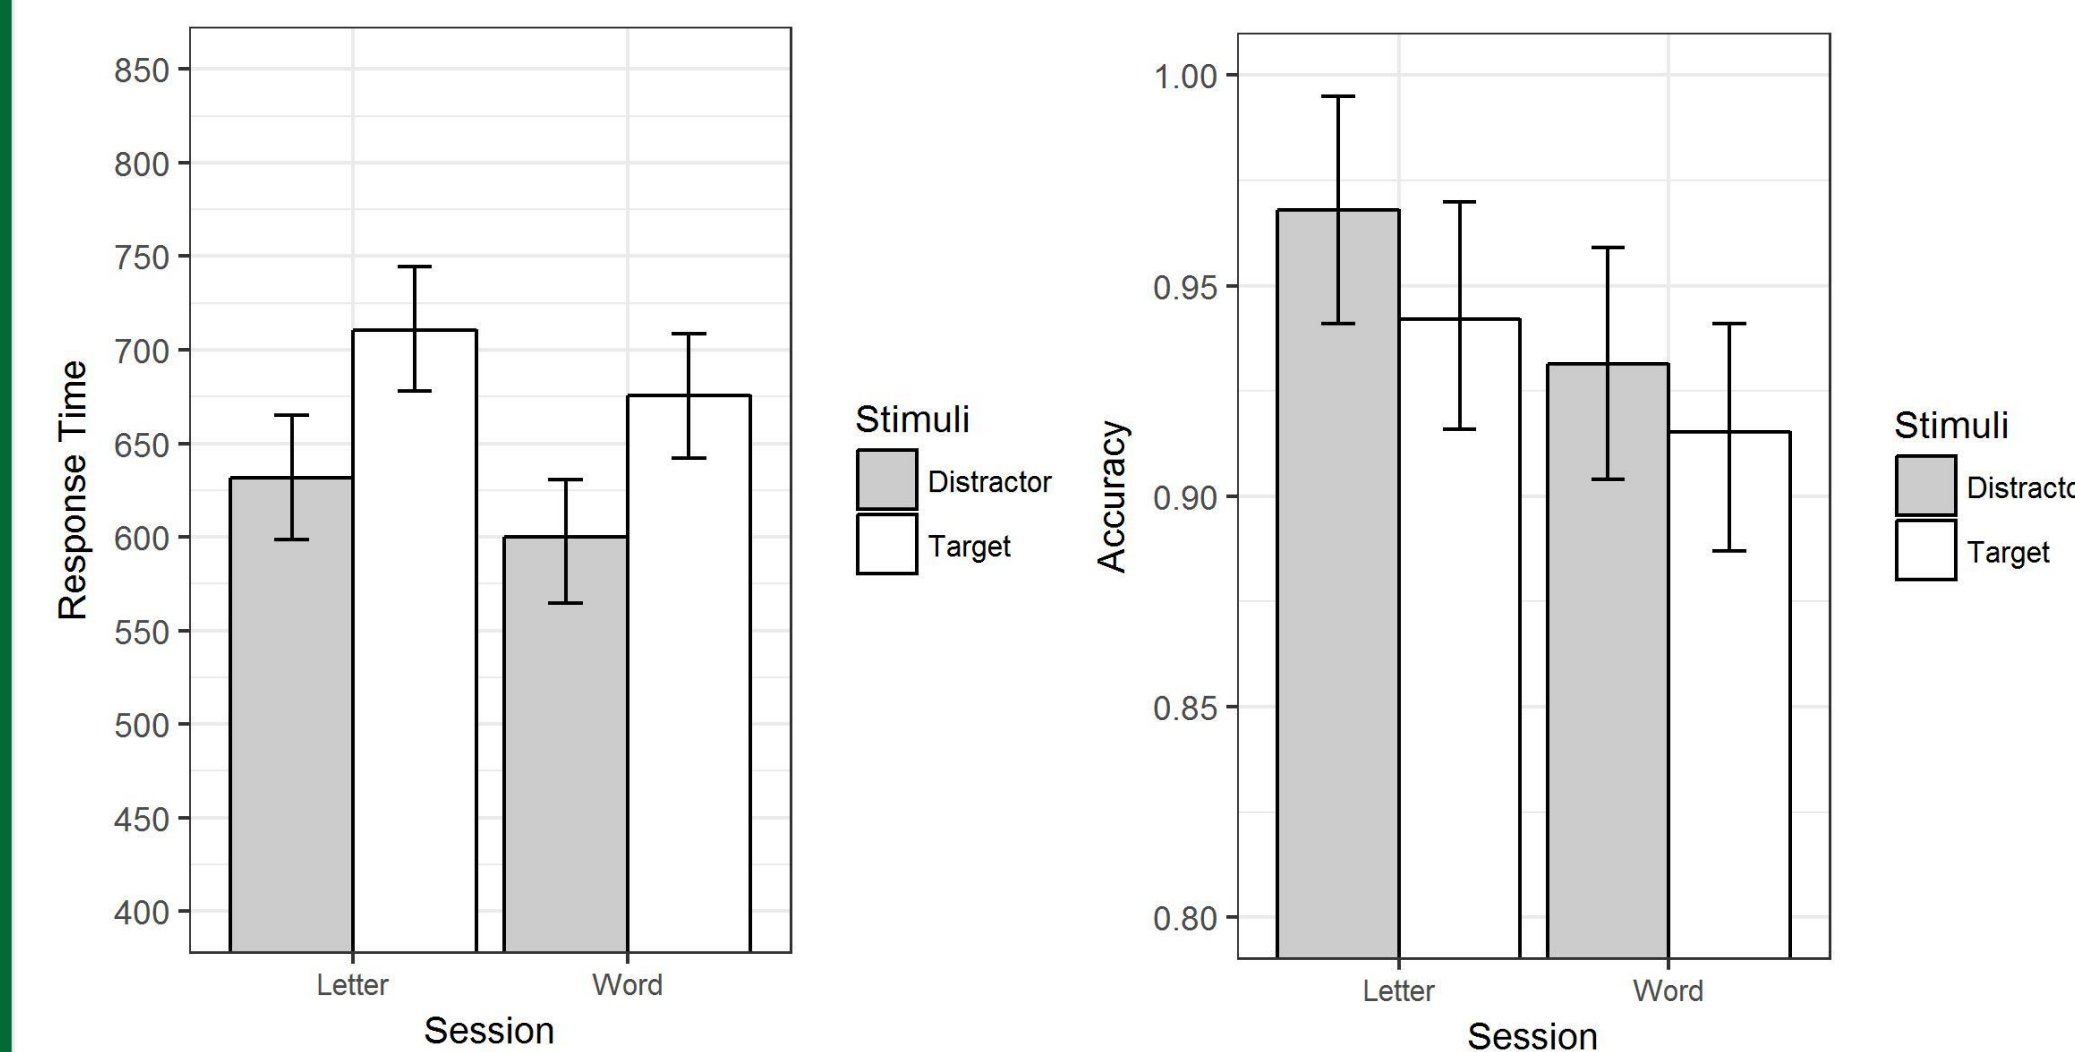 850
800
750
700
650
600
550
500
450
400
Response Time
Letter Word
Session
Stimuli
Distractor
Target
1.00
0.95
0.90
0.85
0.80
Accuracy
Letter Word
Session
Stimuli
Distracto
Target